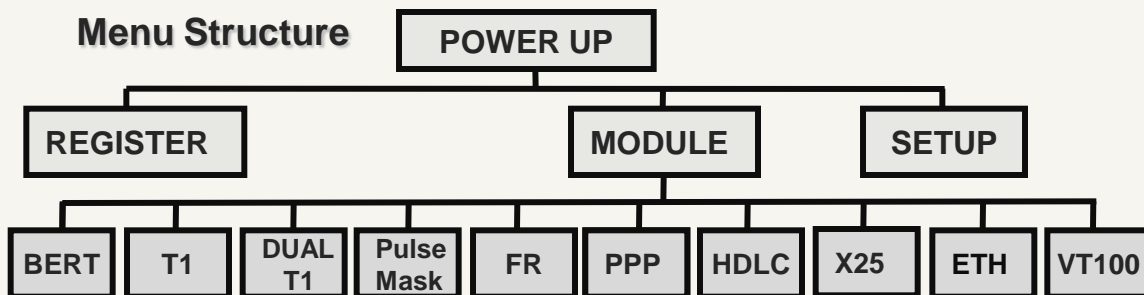 Menu Structure
POWER UP
REGISTER
MODULE
SETUP
BERT
T1
DUAL
T1
Pulse
Mask
FR
PPP
HDLC
X25
ETH
VT100